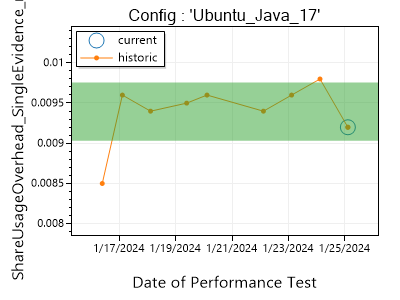 Config : 'Ubuntu_Java_17'
current
historic
0.01
0.0095
0.009
0.0085
0.008
ShareUsageOverhead_SingleEvidence_
1/17/2024 1/19/2024 1/21/2024 1/23/2024 1/25/2024
Date of Performance Test